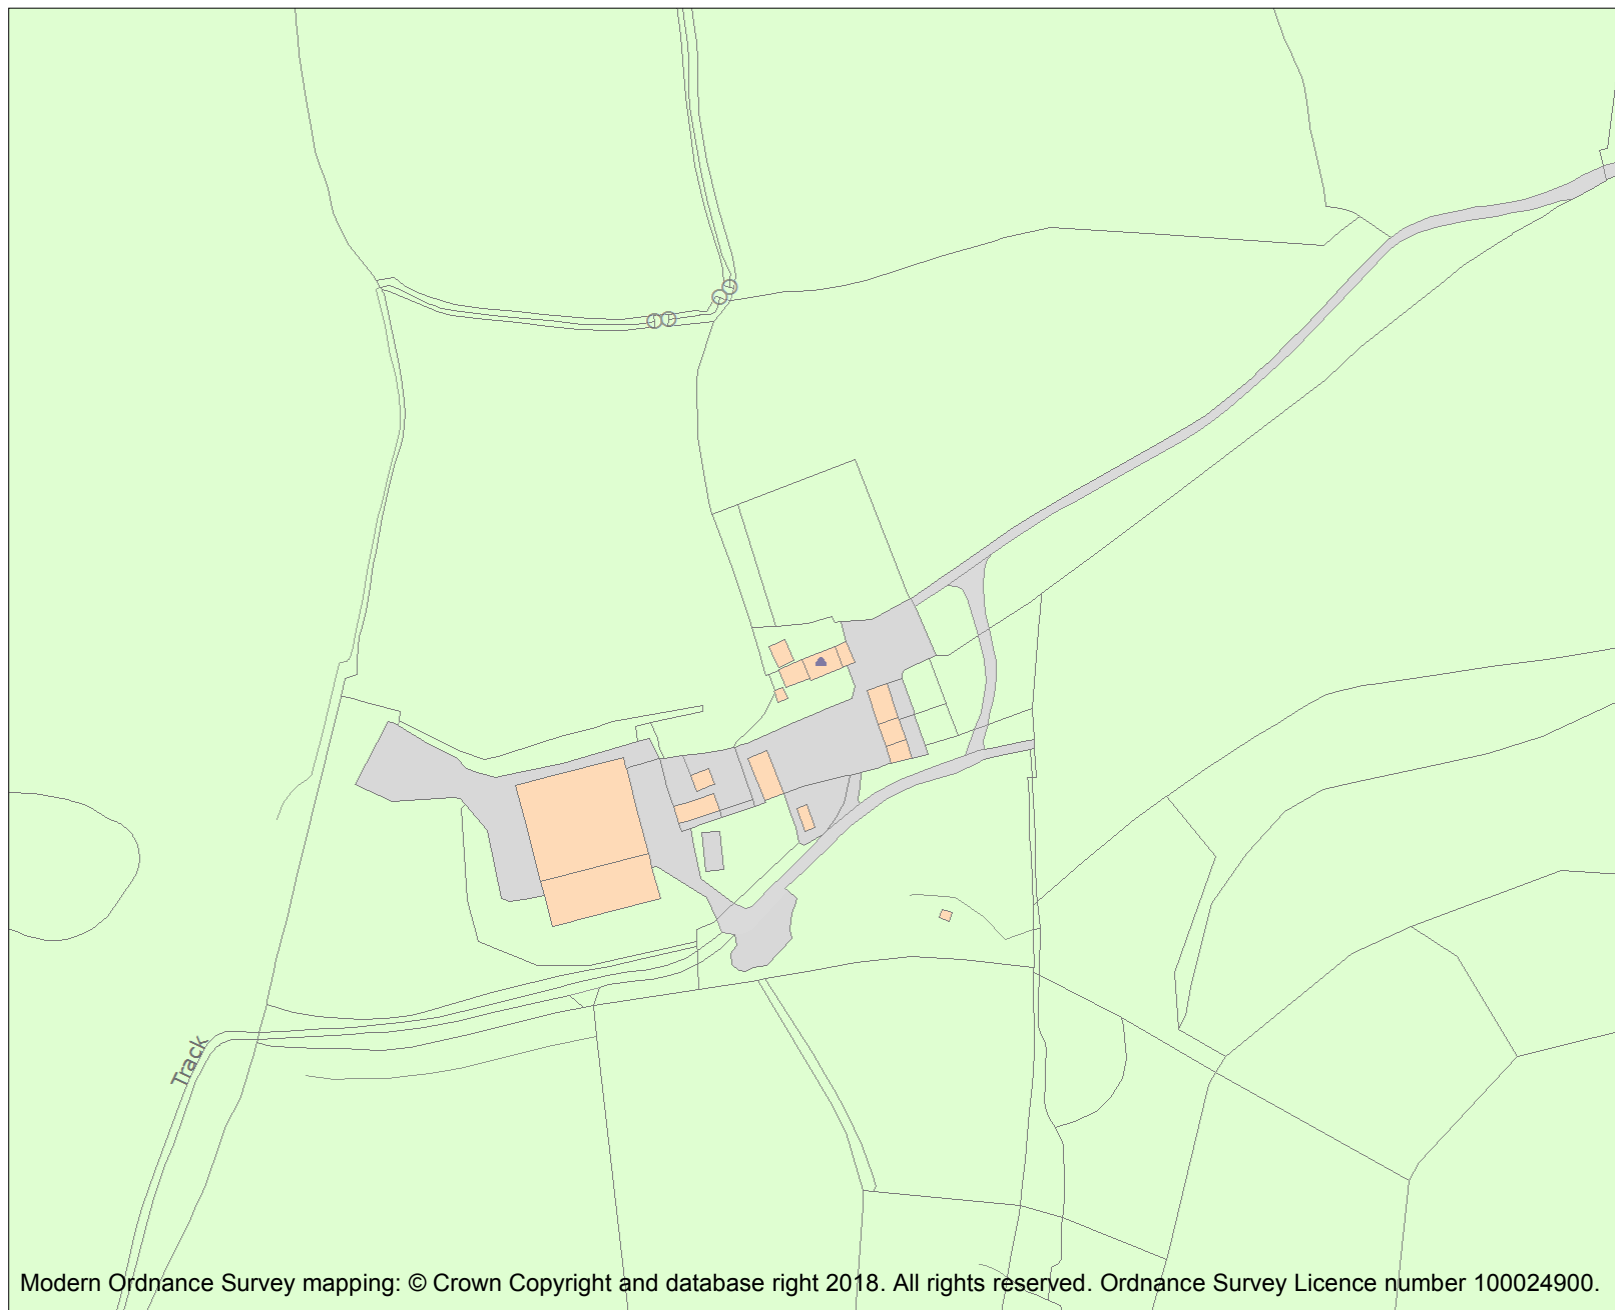 Track
Modern Ordnance Survey mapping: © Crown Copyright and database right 2018. All rights reserved. Ordnance Survey Licence number 100024900.